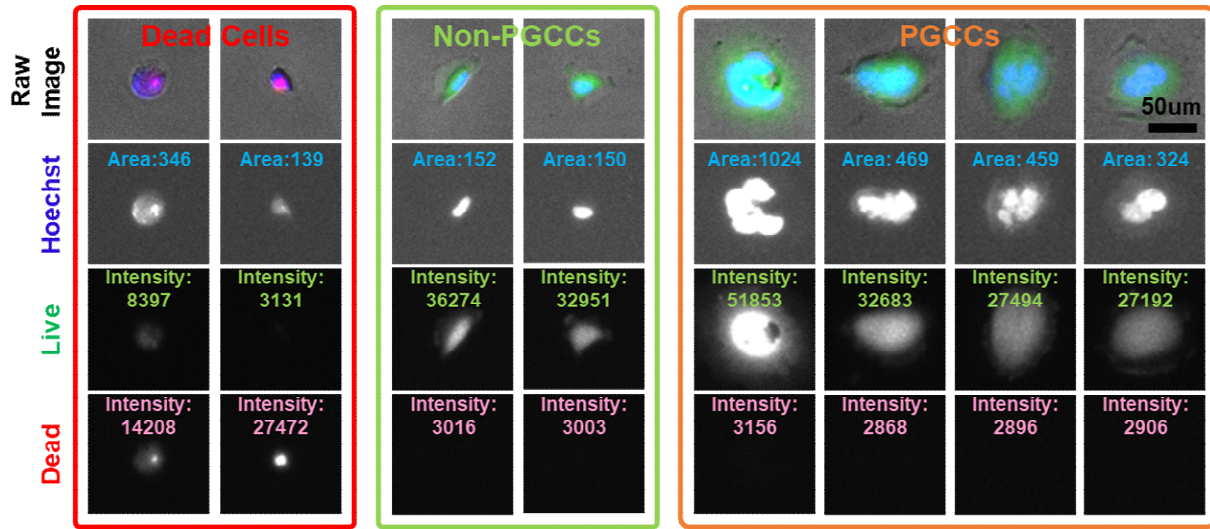 Dead Cells
Non-PGCCs
PGCCs
Raw
Image
50um
Hoechst
Area:346
Area:139
Area:152
Area:150
Area:1024
Area:469
Area:459
Area:324
Live
Intensity:
8397
Intensity:
3131
Intensity:
36274
Intensity:
32951
Intensity:
51853
Intensity:
32683
Intensity:
27494
Intensity:
27192
Dead
Intensity:
14208
Intensity:
27472
Intensity:
3016
Intensity:
3003
Intensity:
3156
Intensity:
2868
Intensity:
2896
Intensity:
2906